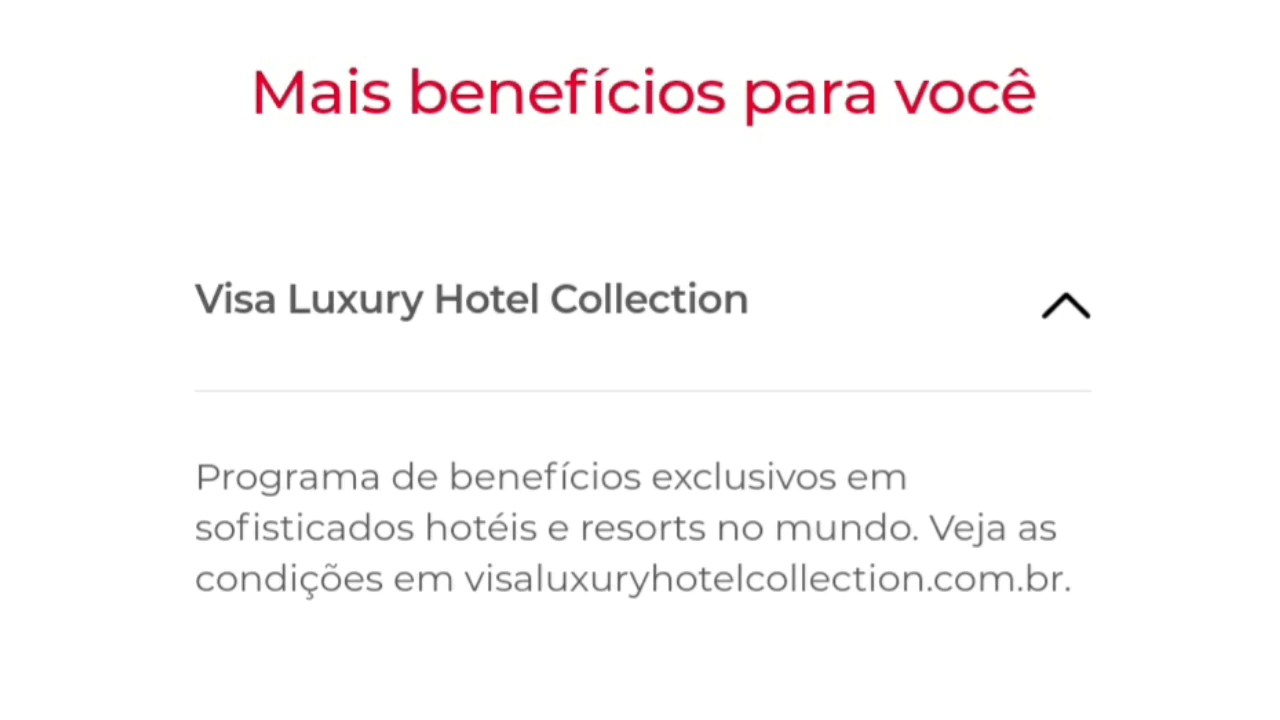 Mais benefícios para você
Visa Luxury Hotel Collection
Programa de benefícios exclusivos em
sofisticados hotéis e resorts no mundo. Veja as
condições em visaluxuryhotelcollection.com.br.